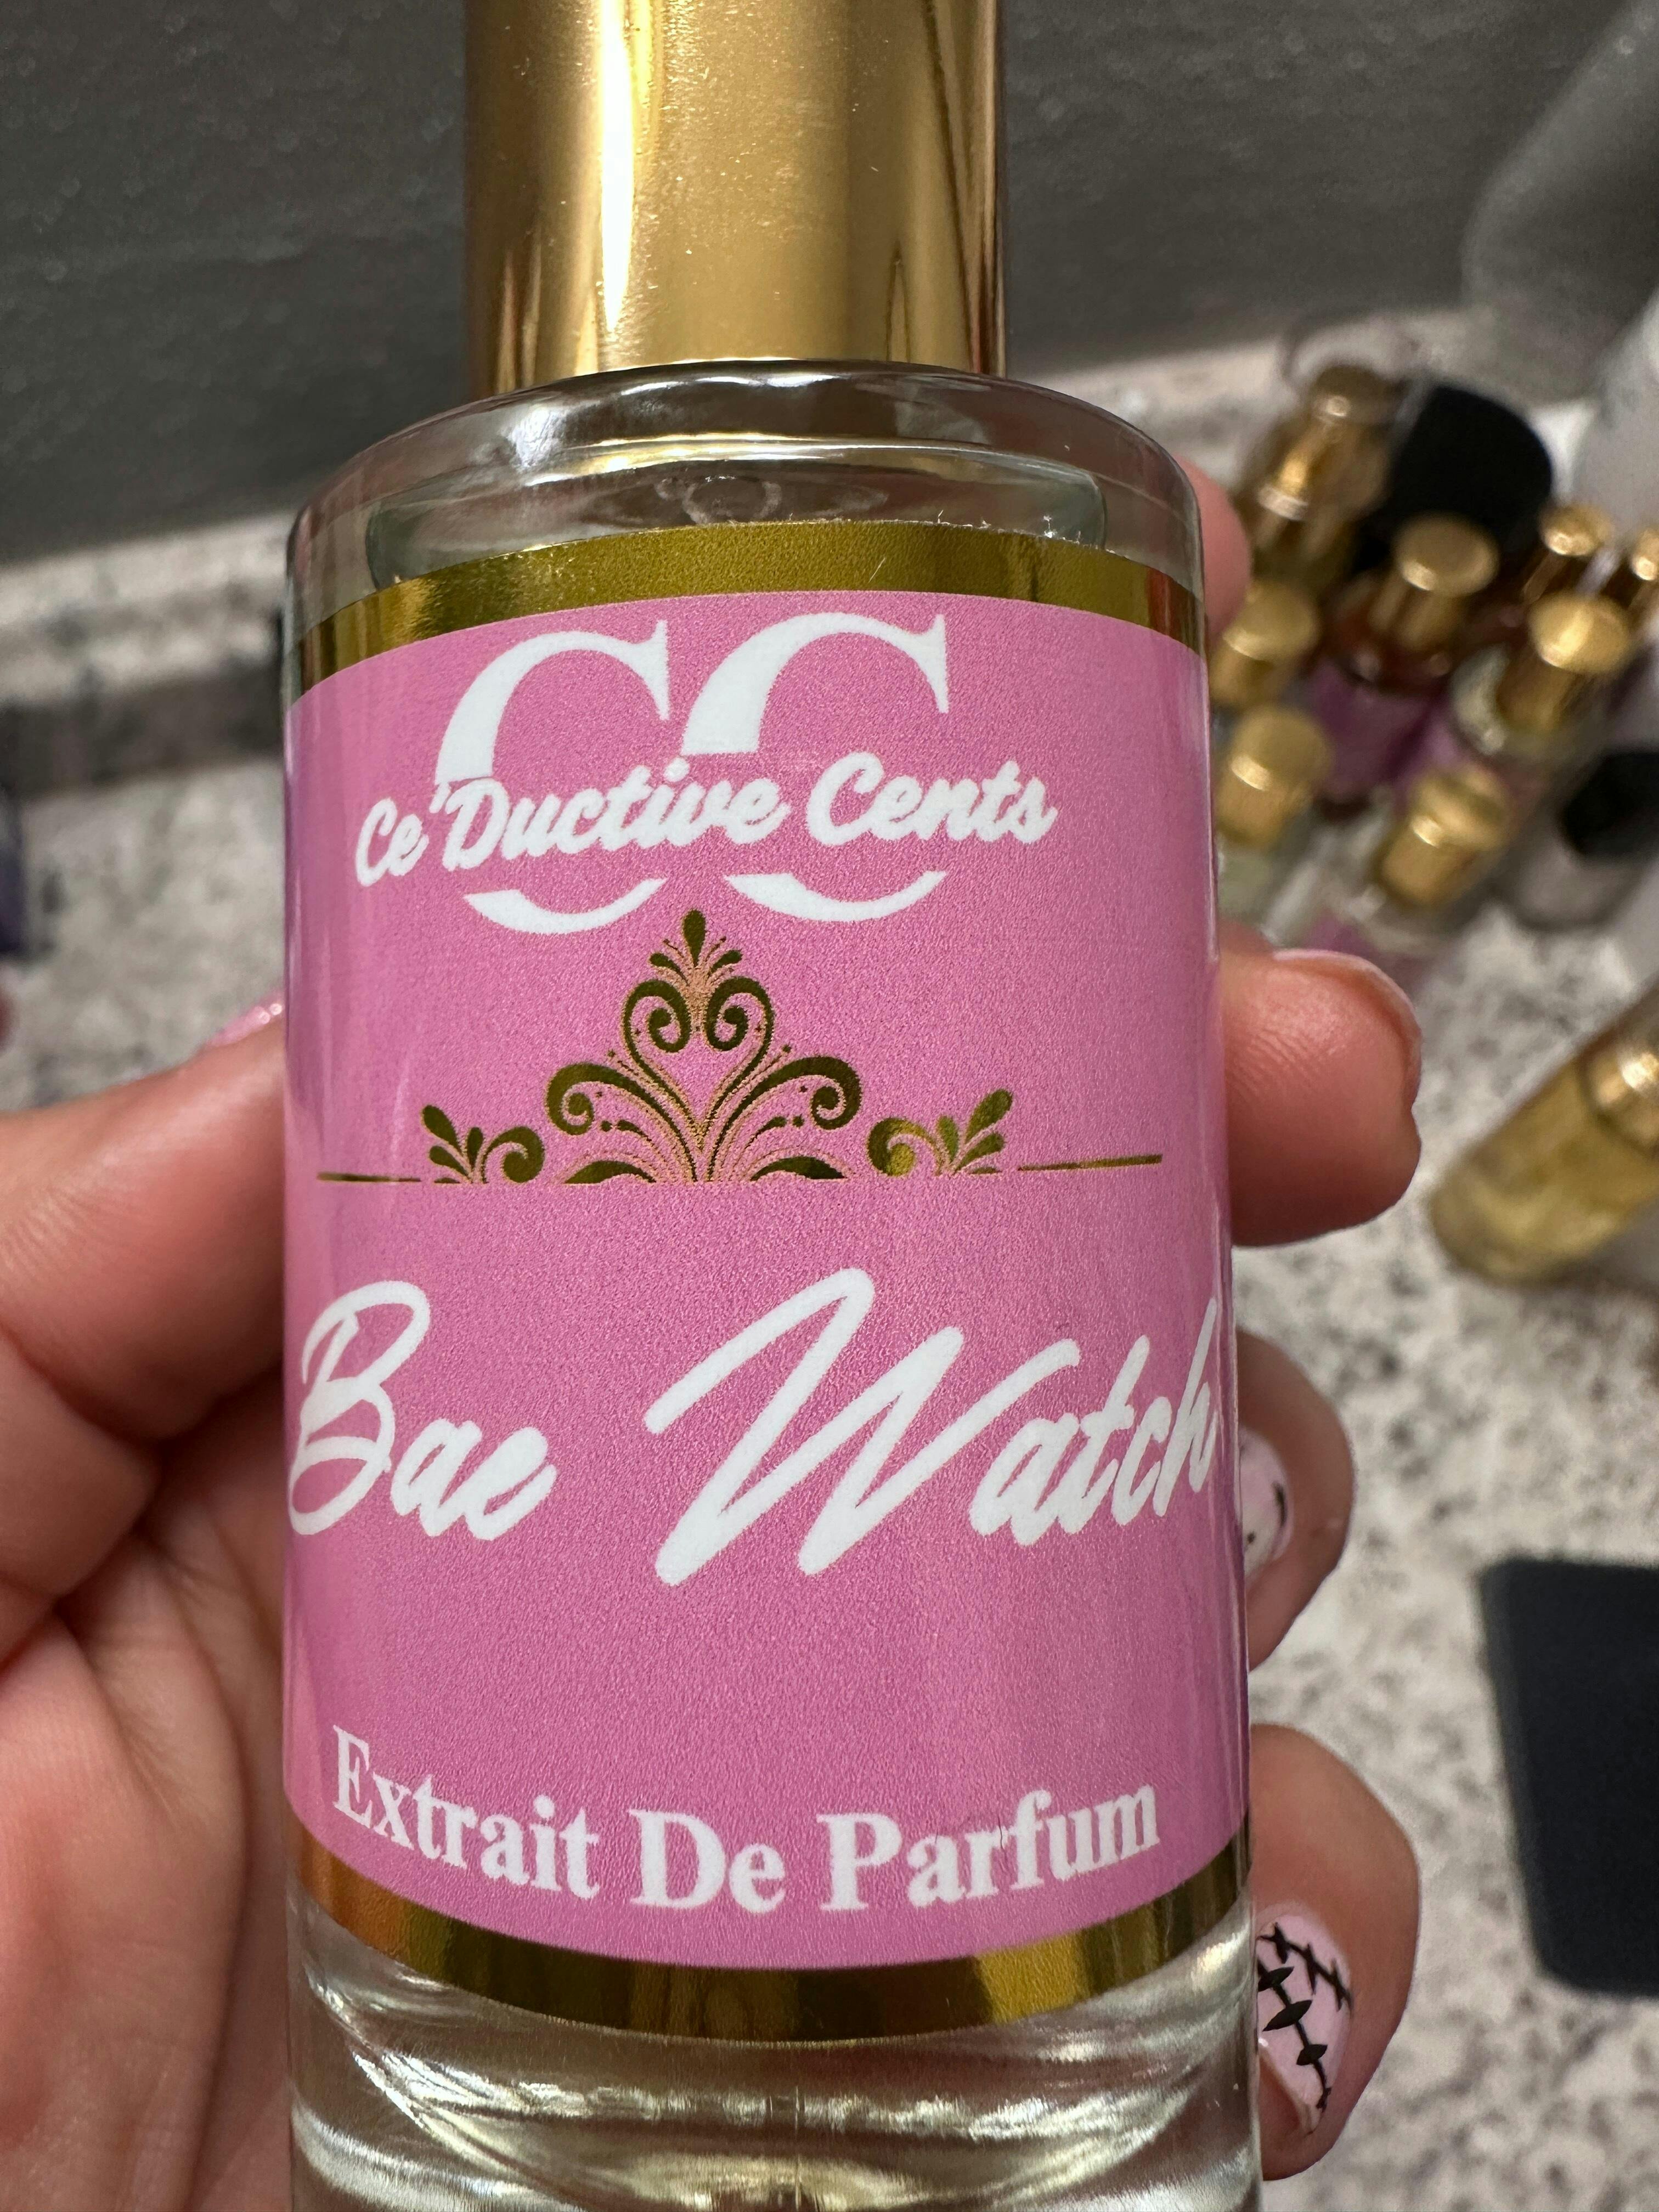 CC
Ce'Ductive Cents
Bae Watch
Extrait De Parfum